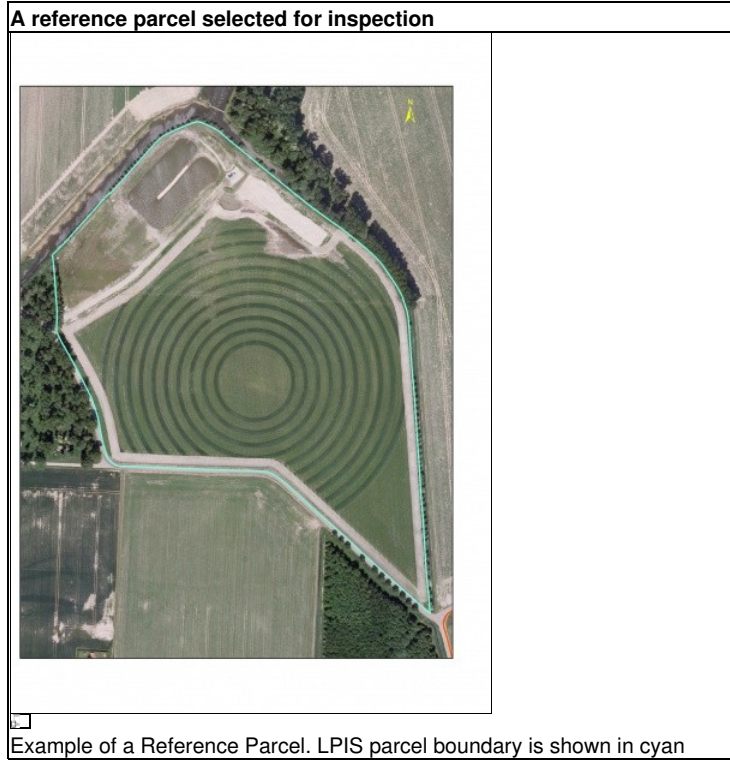 A reference parcel selected for inspection
N
Example of a Reference Parcel. LPIS parcel boundary is shown in cyan